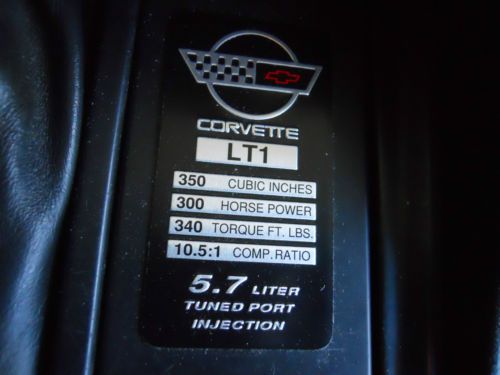 CORVETTE
LT1
350 CUBIC INCHES
300 HORSE POWER
340 TORQUE FT. LBS.
10.5:1 COMP. RATIO
5.7 LITER
TUNED PORT
INJECTION